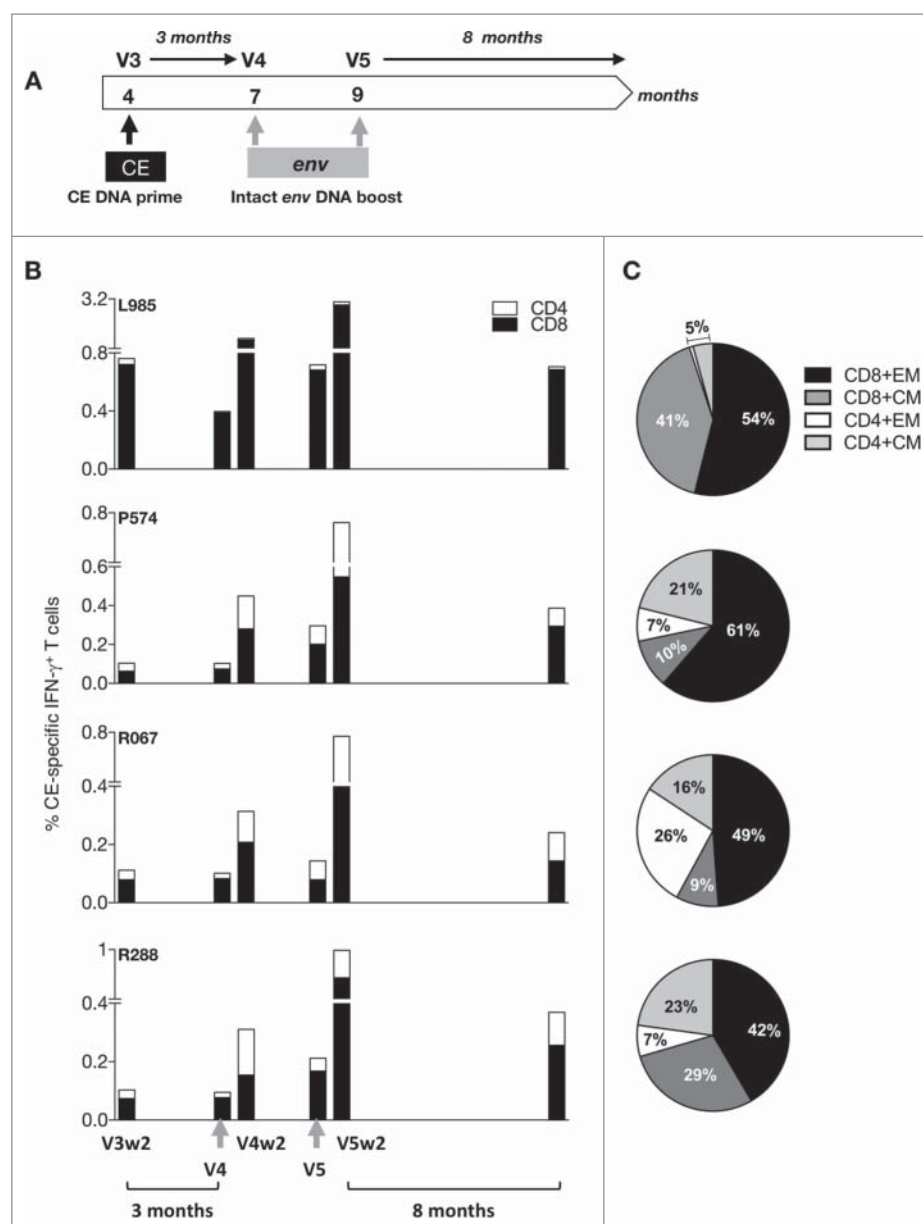 A
3 months
8 months
V3 V4 V5
4 7 9 months
CE env
CE DNA prime Intact env DNA boost
B
% CE-specific IFN-γ+ T cells
CD4
CD8
L985
3.2
0.8
0.4
0.0
P574
0.8
0.6
0.4
0.2
0.0
R067
0.8
0.4
0.2
0.0
R288
1
0.4
0.2
0.0
V3w2 V4w2 V5w2
V4 V5
3 months 8 months
C
CD8+EM
CD8+CM
CD4+EM
CD4+CM
5%
41% 54%
21%
7% 61%
10%
16%
26% 49%
9%
23%
7% 42%
29%